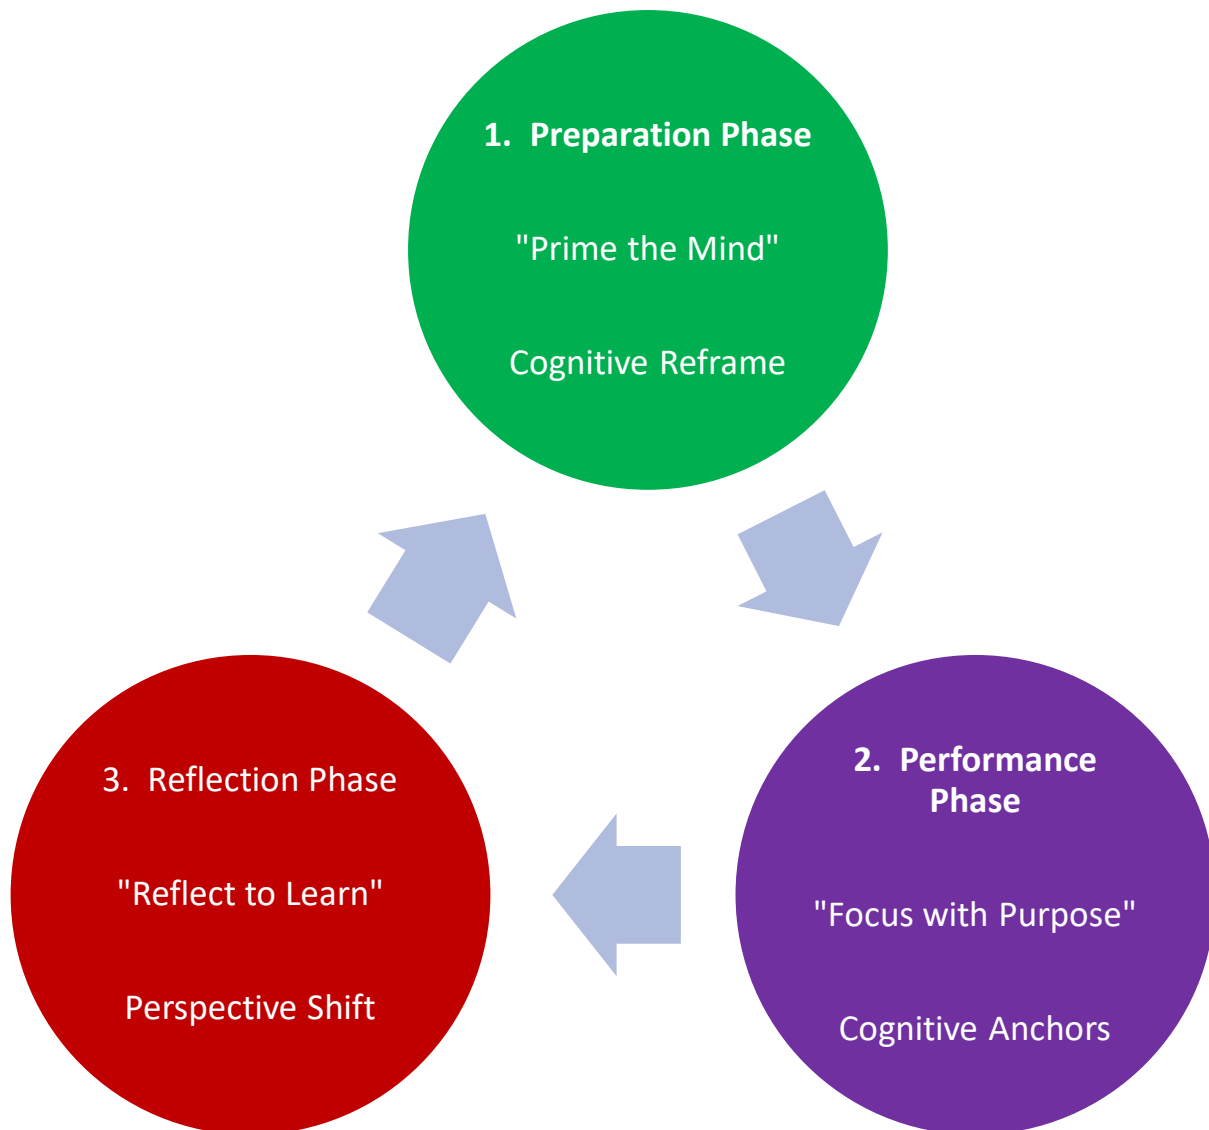 1.  Preparation Phase
"Prime the Mind"
Cognitive Reframe
2.  Performance
Phase
"Focus with Purpose"
Cognitive Anchors
3.  Reflection Phase
"Reflect to Learn"
Perspective Shift